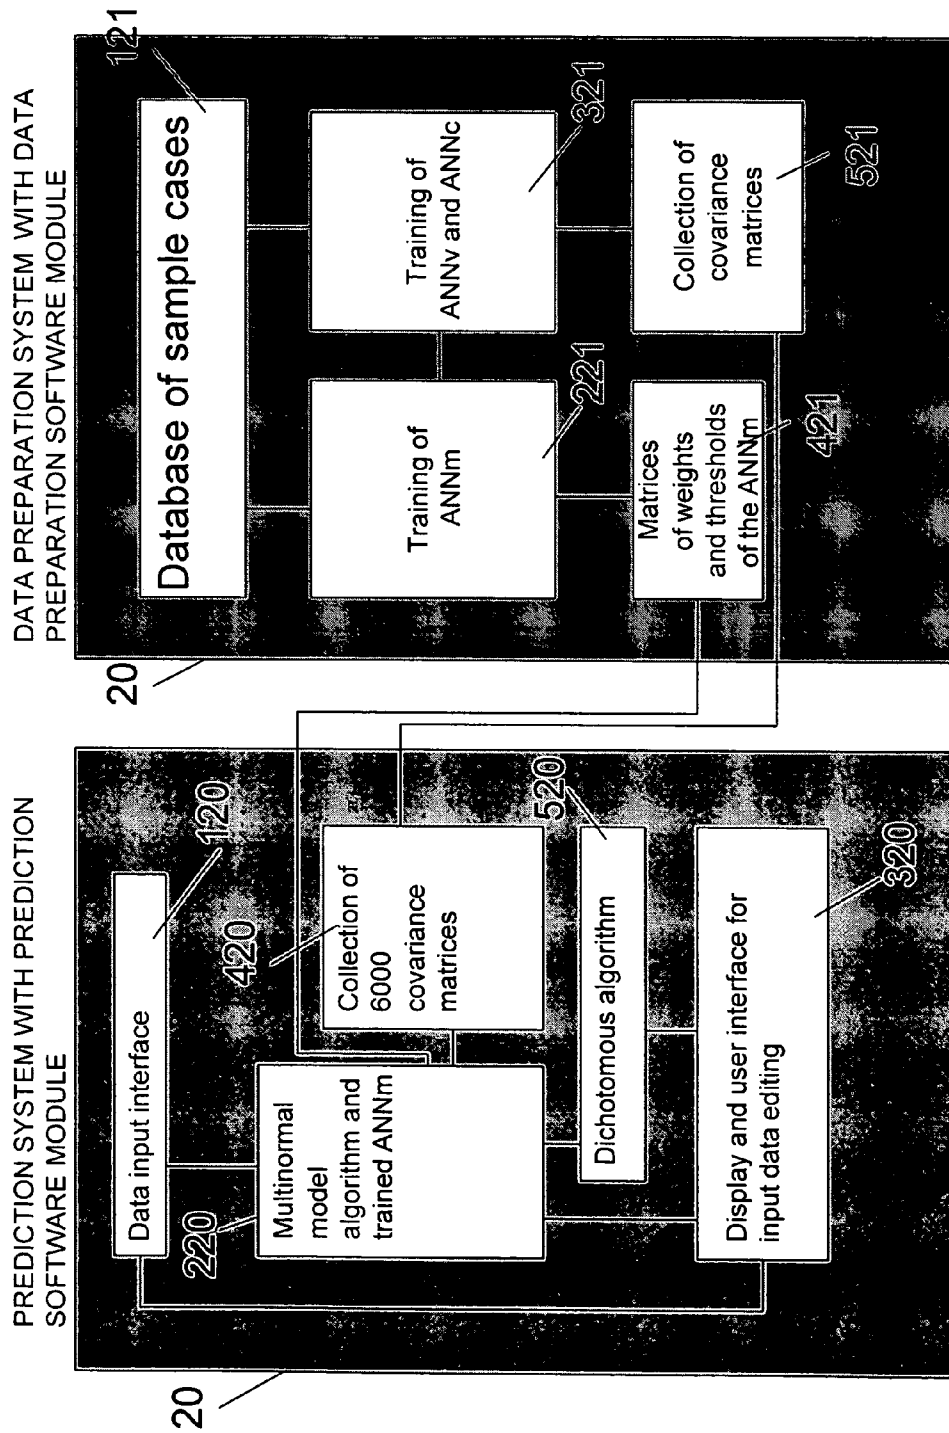 PREDICTION SYSTEM WITH PREDICTION
SOFTWARE MODULE
20
Data input interface
120
220
Multinormal
model
algorithm and
trained ANNm
420
Collection of
6000
covariance
matrices
Dichotomous algorithm
520
Display and user interface for
input data editing
320
DATA PREPARATION SYSTEM WITH DATA
PREPARATION SOFTWARE MODULE
20
121
Database of sample cases
Training of
ANNm
221
Training of
ANNv and ANNc
321
Matrices
of weights
and thresholds
of the ANNm
421
Collection of
covariance
matrices
521